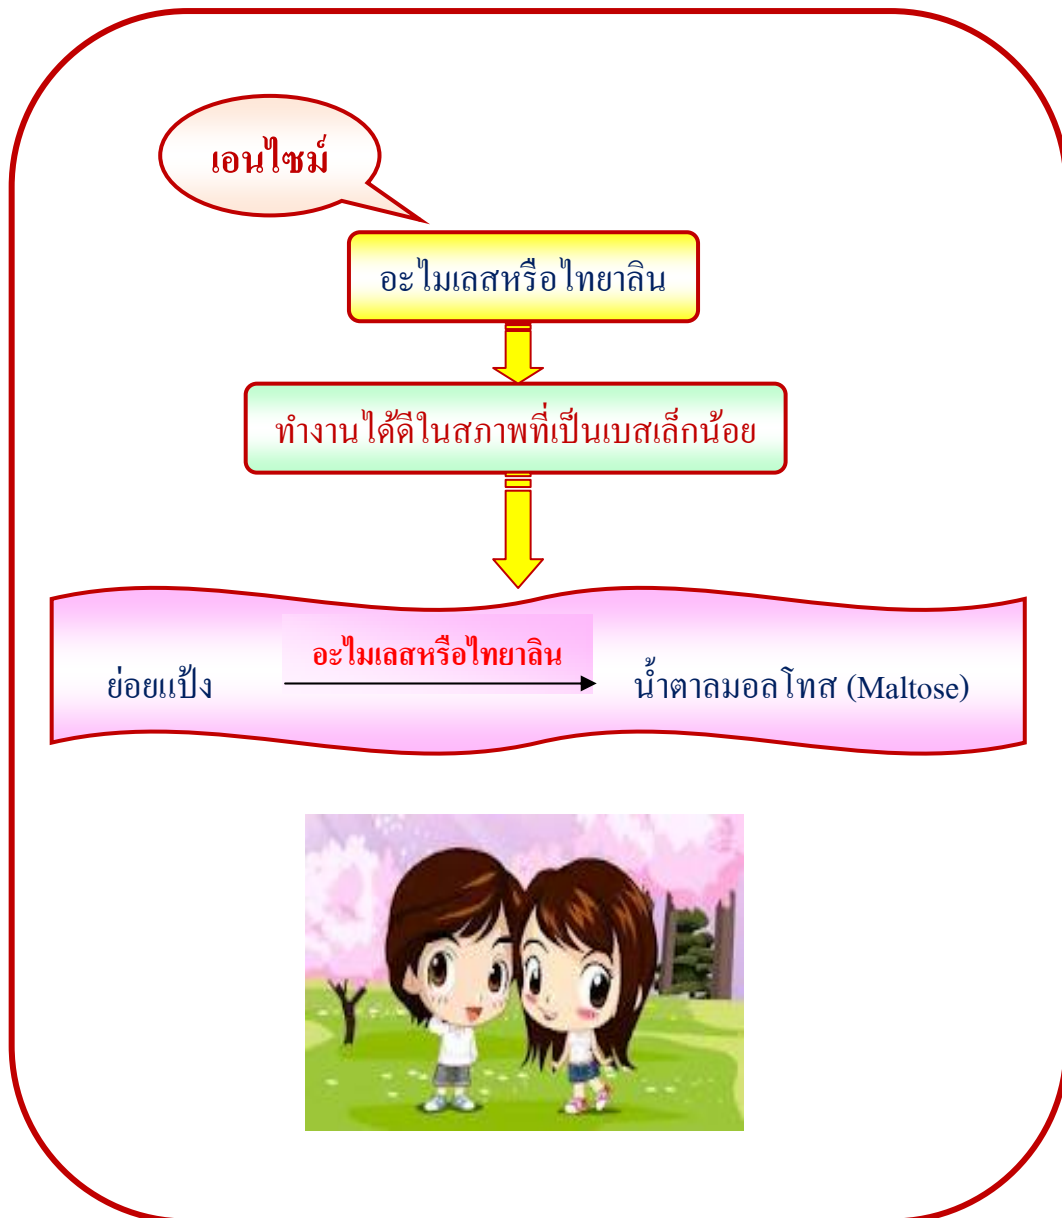 เอนไซม์
อะไมเลสหรือไทยาลิน
ทำงานได้ดีในสภาพที่เป็นเบสเล็กน้อย
อะไมเลสหรือไทยาลิน
ย่อยแป้ง น้ำตาลมอลโทส (Maltose)